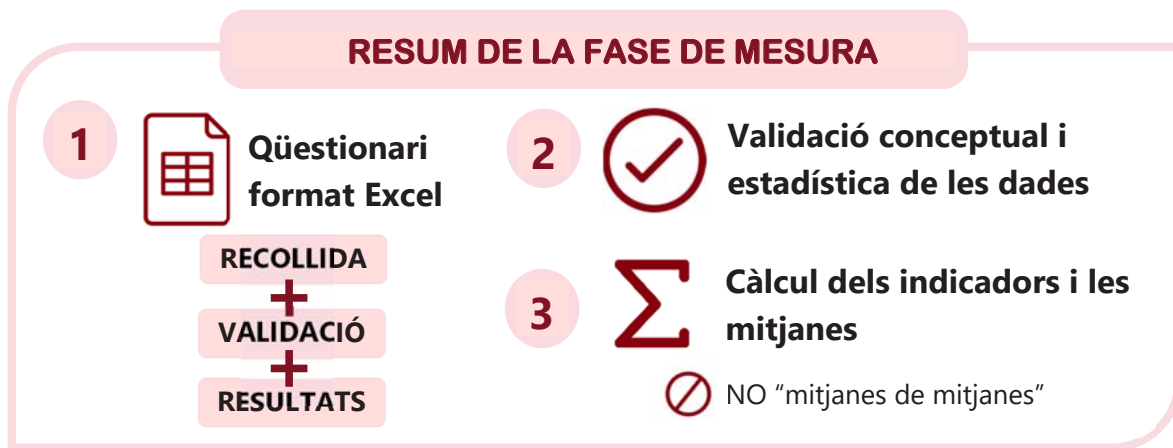 RESUM DE LA FASE DE MESURA
1
Qüestionari
format Excel
RECOLLIDA
+
VALIDACIÓ
+
RESULTATS
2
Validació conceptual i
estadística de les dades
3
Σ
Càlcul dels indicadors i les
mitjanes
NO “mitjanes de mitjanes”